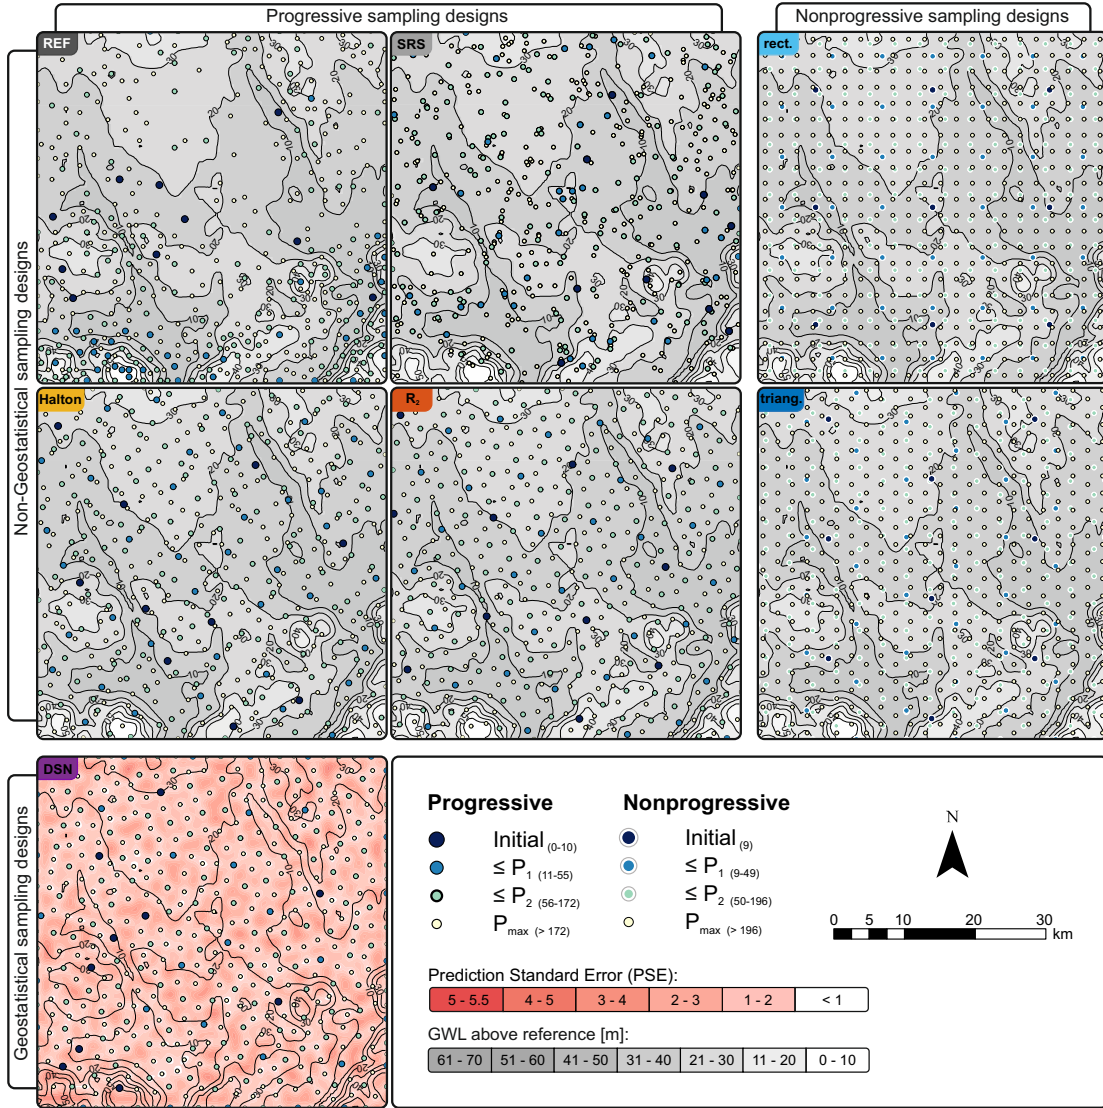 Progressive sampling designs
Nonprogressive sampling designs
Non-Geostatistical sampling designs
REF
SRS
rect.
Halton
R₂
triang.
Geostatistical sampling designs
DSN
Progressive
Initial (0-10)
≤ P₁ (11-55)
≤ P₂ (56-172)
Pmax (> 172)
Nonprogressive
Initial (9)
≤ P₁ (9-49)
≤ P₂ (50-196)
Pmax (> 196)
N
0 5 10 20 30
km
Prediction Standard Error (PSE):
5 - 5.5 4 - 5 3 - 4 2 - 3 1 - 2 < 1
GWL above reference [m]:
61 - 70 51 - 60 41 - 50 31 - 40 21 - 30 11 - 20 0 - 10